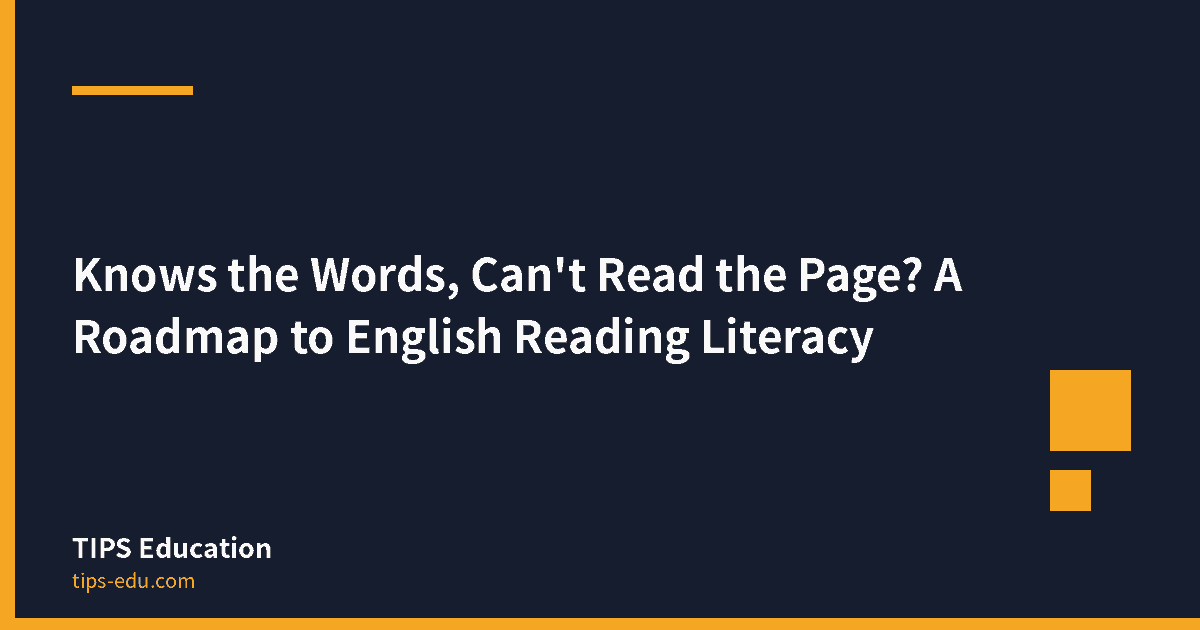 Knows the Words, Can't Read the Page? A
Roadmap to English Reading Literacy
TIPS Education
tips-edu.com